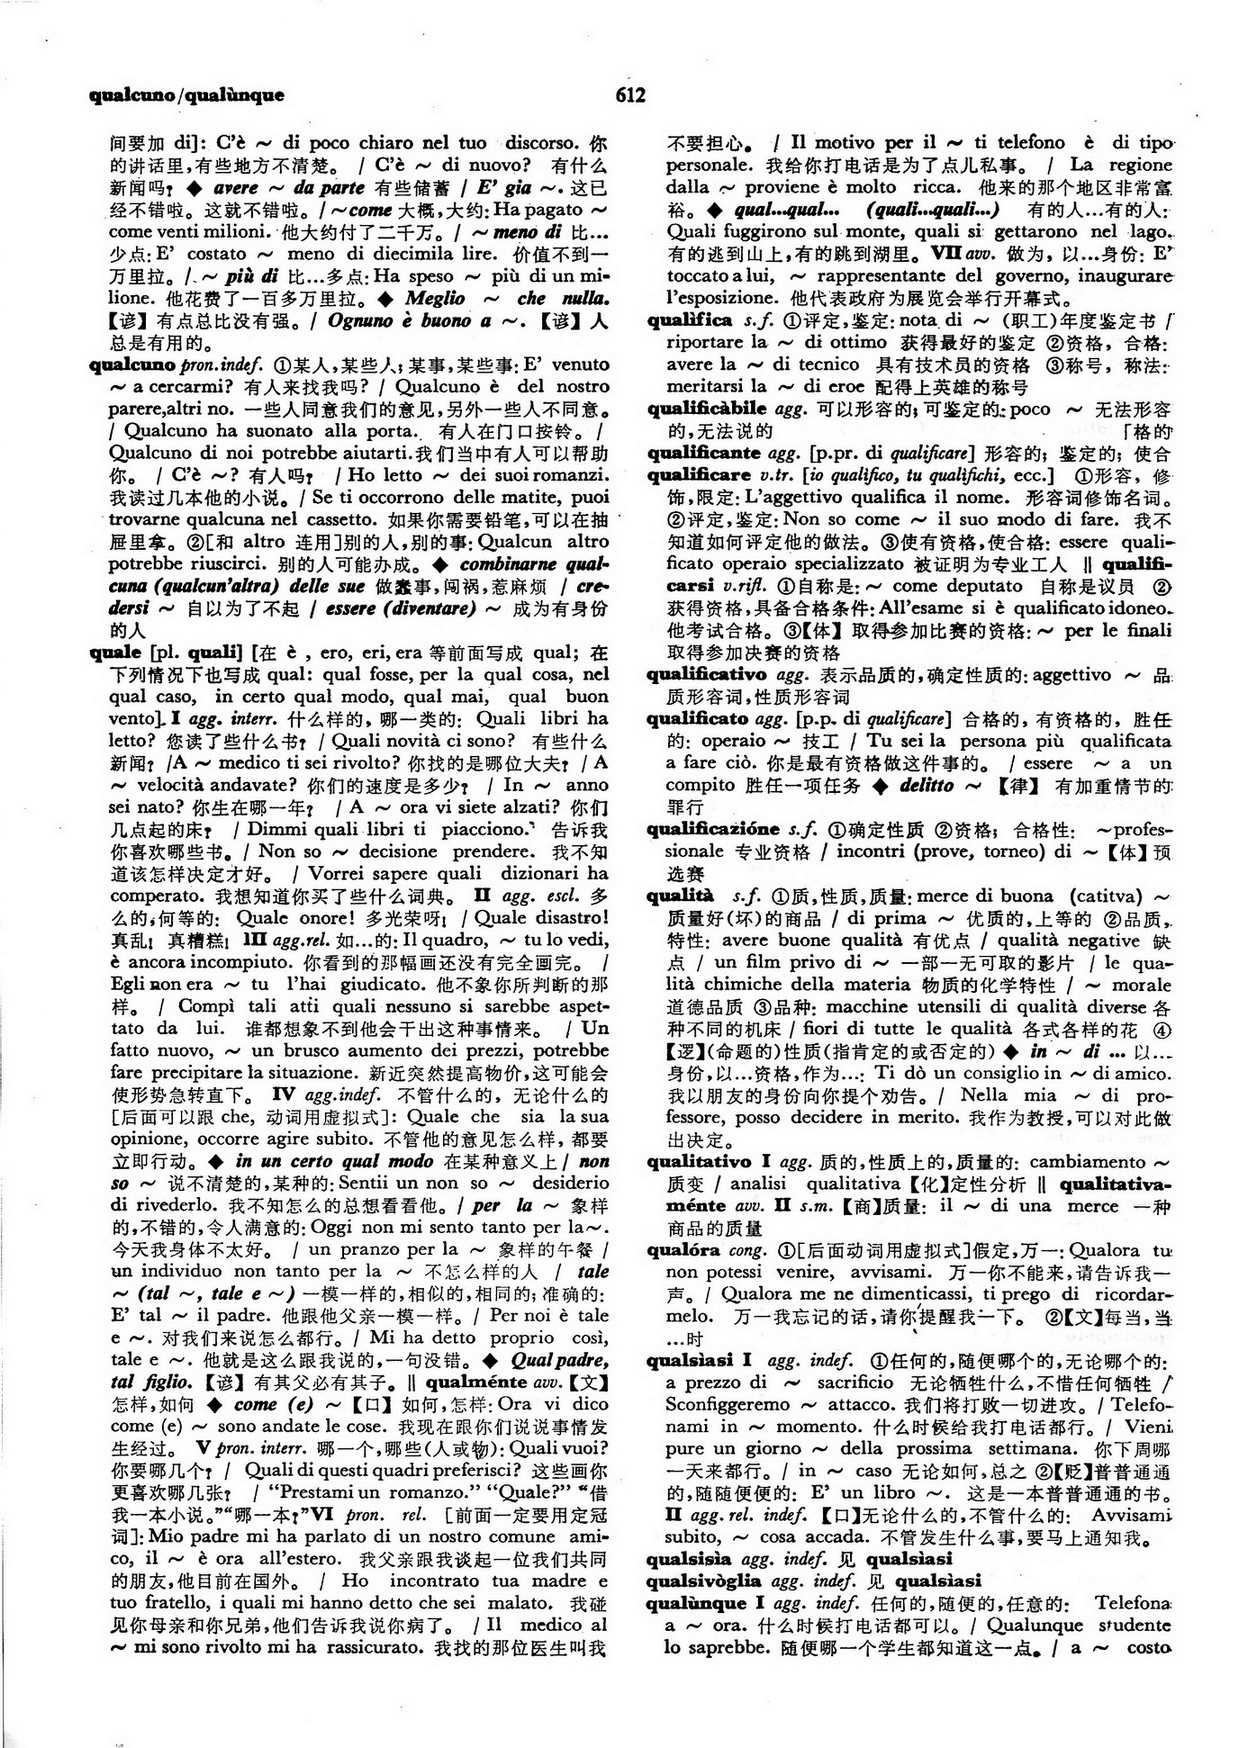 qualcuno/qualùnque
612
间要加 di]: C'è ～ di poco chiaro nel tuo discorso. 你
的讲话里,有些地方不清楚。 / C'è ～ di nuovo? 有什么
新闻吗? ◆ avere ～ da parte 有些储蓄 / E' gia ～. 这已
经不错啦。这就不错啦。/ ～come 大概,大约: Ha pagato ～
come venti milioni. 他大约付了二千万。/ ～ meno di 比…
少点: E' costato ～ meno di diecimila lire. 价值不到一
万里拉。/ ～ più di 比…多点: Ha speso ～ più di un mi-
lione. 他花费了一百多万里拉。◆ Meglio ～ che nulla.
【谚】有点总比没有强。/ Ognuno è buono a ～. 【谚】人
总是有用的。
qualcuno pron.indef. ①某人,某些人; 某事,某些事: E' venuto
～ a cercarmi? 有人来找我吗? / Qualcuno è del nostro
parere,altri no. 一些人同意我们的意见,另外一些人不同意。
/ Qualcuno ha suonato alla porta. 有人在门口按铃。/
Qualcuno di noi potrebbe aiutarti.我们当中有人可以帮助
你。 / C'è ～? 有人吗? / Ho letto ～ dei suoi romanzi.
我读过几本他的小说。/ Se ti occorrono delle matite, puoi
trovarne qualcuna nel cassetto. 如果你需要铅笔,可以在抽
屉里拿。②[和 altro 连用]别的人,别的事: Qualcun altro
potrebbe riuscirci. 别的人可能办成。◆ combinarne qual-
cuna (qualcun'altra) delle sue 做蠢事,闯祸,惹麻烦 / cre-
dersi ～ 自以为了不起 / essere (diventare) ～ 成为有身份
的人
quale [pl. quali] [在 è , ero, eri, era 等前面写成 qual; 在
下列情况下也写成 qual: qual fosse, per la qual cosa, nel
qual caso, in certo qual modo, qual mai, qual buon
vento]. I agg. interr. 什么样的, 哪一类的: Quali libri ha
letto? 您读了些什么书? / Quali novità ci sono? 有些什么
新闻? /A ～ medico ti sei rivolto? 你找的是哪位大夫? / A
～ velocità andavate? 你们的速度是多少? / In ～ anno
sei nato? 你生在哪一年? / A ～ ora vi siete alzati? 你们
几点起的床? / Dimmi quali libri ti piacciono. 告诉我
你喜欢哪些书。/ Non so ～ decisione prendere. 我不知
道该怎样决定才好。 / Vorrei sapere quali dizionari ha
comperato. 我想知道你买了些什么词典。 II agg. escl. 多
么的;何等的: Quale onore! 多光荣呀! / Quale disastro!
真乱! 真糟糕! III agg.rel. 如…的: Il quadro, ～ tu lo vedi,
è ancora incompiuto. 你看到的那幅画还没有完全画完。 /
Egli non era ～ tu l'hai giudicato. 他不象你所判断的那
样。 / Compì tali atti quali nessuno si sarebbe aspet-
tato da lui. 谁都想象不到他会干出这种事情来。 / Un
fatto nuovo, ～ un brusco aumento dei prezzi, potrebbe
fare precipitare la situazione. 新近突然提高物价,这可能会
使形势急转直下。 IV agg.indef. 不管什么的, 无论什么的
[后面可以跟 che, 动词用虚拟式]: Quale che sia la sua
opinione, occorre agire subito. 不管他的意见怎么样, 都要
立即行动。◆ in un certo qual modo 在某种意义上 / non
so ～ 说不清楚的,某种的: Sentii un non so ～ desiderio
di rivederlo. 我不知怎么的总想看看他。/ per la ～ 象样
的,不错的,令人满意的: Oggi non mi sento tanto per la～.
今天我身体不太好。 / un pranzo per la ～ 象样的午餐 /
un individuo non tanto per la ～ 不怎么样的人 / tale
～ (tal ～, tale e ～) 一模一样的,相似的,相同的; 准确的:
E' tal ～ il padre. 他跟他父亲一模一样。/ Per noi è tale
e ～. 对我们来说怎么都行。/ Mi ha detto proprio così,
tale e ～. 他就是这么跟我说的,一句没错。◆ Qual padre,
tal figlio. 【谚】有其父必有其子。‖ qualménte avv.【文】
怎样,如何 ◆ come (e) ～【口】如何,怎样: Ora vi dico
come (e) ～ sono andate le cose. 我现在跟你们说说事情发
生经过。 V pron. interr. 哪一个,哪些(人或物): Quali vuoi?
你要哪几个? / Quali di questi quadri preferisci? 这些画你
更喜欢哪几张? / “Prestami un romanzo.” “Quale?” “借
我一本小说。”“哪一本?”VI pron. rel. [前面一定要用定冠
词]: Mio padre mi ha parlato di un nostro comune ami-
co, il ～ è ora all'estero. 我父亲跟我谈起一位我们共同
的朋友,他目前在国外。 / Ho incontrato tua madre e
tuo fratello, i quali mi hanno detto che sei malato. 我碰
见你母亲和你兄弟,他们告诉我说你病了。 / Il medico al
～ mi sono rivolto mi ha rassicurato. 我找的那位医生叫我
不要担心。 / Il motivo per il ～ ti telefono è di tipo
personale. 我给你打电话是为了点儿私事。 / La regione
dalla ～ proviene è molto ricca. 他来的那个地区非常富
裕。◆ qual...qual... (quali...quali...) 有的人…有的人:
Quali fuggirono sul monte, quali si gettarono nel lago.
有的逃到山上,有的跳到湖里。VII avv. 做为, 以…身份: E'
toccato a lui, ～ rappresentante del governo, inaugurare
l'esposizione. 他代表政府为展览会举行开幕式。
qualìfica s.f. ①评定,鉴定: nota di ～ (职工)年度鉴定书 /
riportare la ～ di ottimo 获得最好的鉴定 ②资格, 合格:
avere la ～ di tecnico 具有技术员的资格 ③称号, 称法:
meritarsi la ～ di eroe 配得上英雄的称号
qualificàbile agg. 可以形容的; 可鉴定的: poco ～ 无法形容
的,无法说的 「格的
qualificante agg. [p.pr. di qualificare] 形容的; 鉴定的; 使合
qualificare v.tr. [io qualìfico, tu qualìfichi, ecc.] ①形容, 修
饰,限定: L'aggettivo qualifica il nome. 形容词修饰名词。
②评定,鉴定: Non so come ～ il suo modo di fare. 我不
知道如何评定他的做法。③使有资格,使合格: essere quali-
ficato operaio specializzato 被证明为专业工人 ‖ qualifi-
carsi v.rifl. ①自称是: ～ come deputato 自称是议员 ②
获得资格,具备合格条件: All'esame si è qualificato idoneo.
他考试合格。③【体】取得参加比赛的资格: ～ per le finali
取得参加决赛的资格
qualificativo agg. 表示品质的,确定性质的: aggettivo ～ 品
质形容词,性质形容词
qualificato agg. [p.p. di qualificare] 合格的, 有资格的, 胜任
的: operaio ～ 技工 / Tu sei la persona più qualificata
a fare ciò. 你是最有资格做这件事的。 / essere ～ a un
compito 胜任一项任务 ◆ delitto ～ 【律】 有加重情节的
罪行
qualificazióne s.f. ①确定性质 ②资格; 合格性: ～profes-
sionale 专业资格 / incontri (prove, torneo) di ～【体】预
选赛
qualità s.f. ①质,性质,质量: merce di buona (catitva) ～
质量好(坏)的商品 / di prima ～ 优质的,上等的 ②品质,
特性: avere buone qualità 有优点 / qualità negative 缺
点 / un film privo di ～ 一部一无可取的影片 / le qua-
lità chimiche della materia 物质的化学特性 / ～ morale
道德品质 ③品种: macchine utensili di qualità diverse 各
种不同的机床 / fiori di tutte le qualità 各式各样的花 ④
【逻】(命题的)性质(指肯定的或否定的) ◆ in ～ di ... 以…
身份,以…资格,作为…: Ti dò un consiglio in ～ di amico.
我以朋友的身份向你提个劝告。/ Nella mia ～ di pro-
fessore, posso decidere in merito. 我作为教授,可以对此做
出决定。
qualitativo I agg. 质的,性质上的,质量的: cambiamento ～
质变 / analisi qualitativa【化】定性分析 ‖ qualitativa-
ménte avv. II s.m. 【商】质量: il ～ di una merce 一种
商品的质量
qualóra cong. ①[后面动词用虚拟式]假定,万一: Qualora tu
non potessi venire, avvisami. 万一你不能来,请告诉我一
声。/ Qualora me ne dimenticassi, ti prego di ricordar-
melo. 万一我忘记的话,请你提醒我一下。 ②【文】每当,当
…时
qualsìasi I agg. indef. ①任何的,随便哪个的,无论哪个的:
a prezzo di ～ sacrificio 无论牺牲什么,不惜任何牺牲 /
Sconfiggeremo ～ attacco. 我们将打败一切进攻。/ Telefo-
nami in ～ momento. 什么时候给我打电话都行。/ Vieni
pure un giorno ～ della prossima settimana. 你下周哪
一天来都行。/ in ～ caso 无论如何,总之 ②【贬】普普通通
的,随随便便的: E' un libro ～. 这是一本普普通通的书。
II agg. rel. indef. 【口】无论什么的,不管什么的: Avvisami
subito, ～ cosa accada. 不管发生什么事,要马上通知我。
qualsisìa agg. indef. 见 qualsìasi
qualsivòglia agg. indef. 见 qualsìasi
qualùnque I agg. indef. 任何的,随便的,任意的: Telefona
a ～ ora. 什么时候打电话都可以。/ Qualunque studente
lo saprebbe. 随便哪一个学生都知道这一点。/ a ～ costo